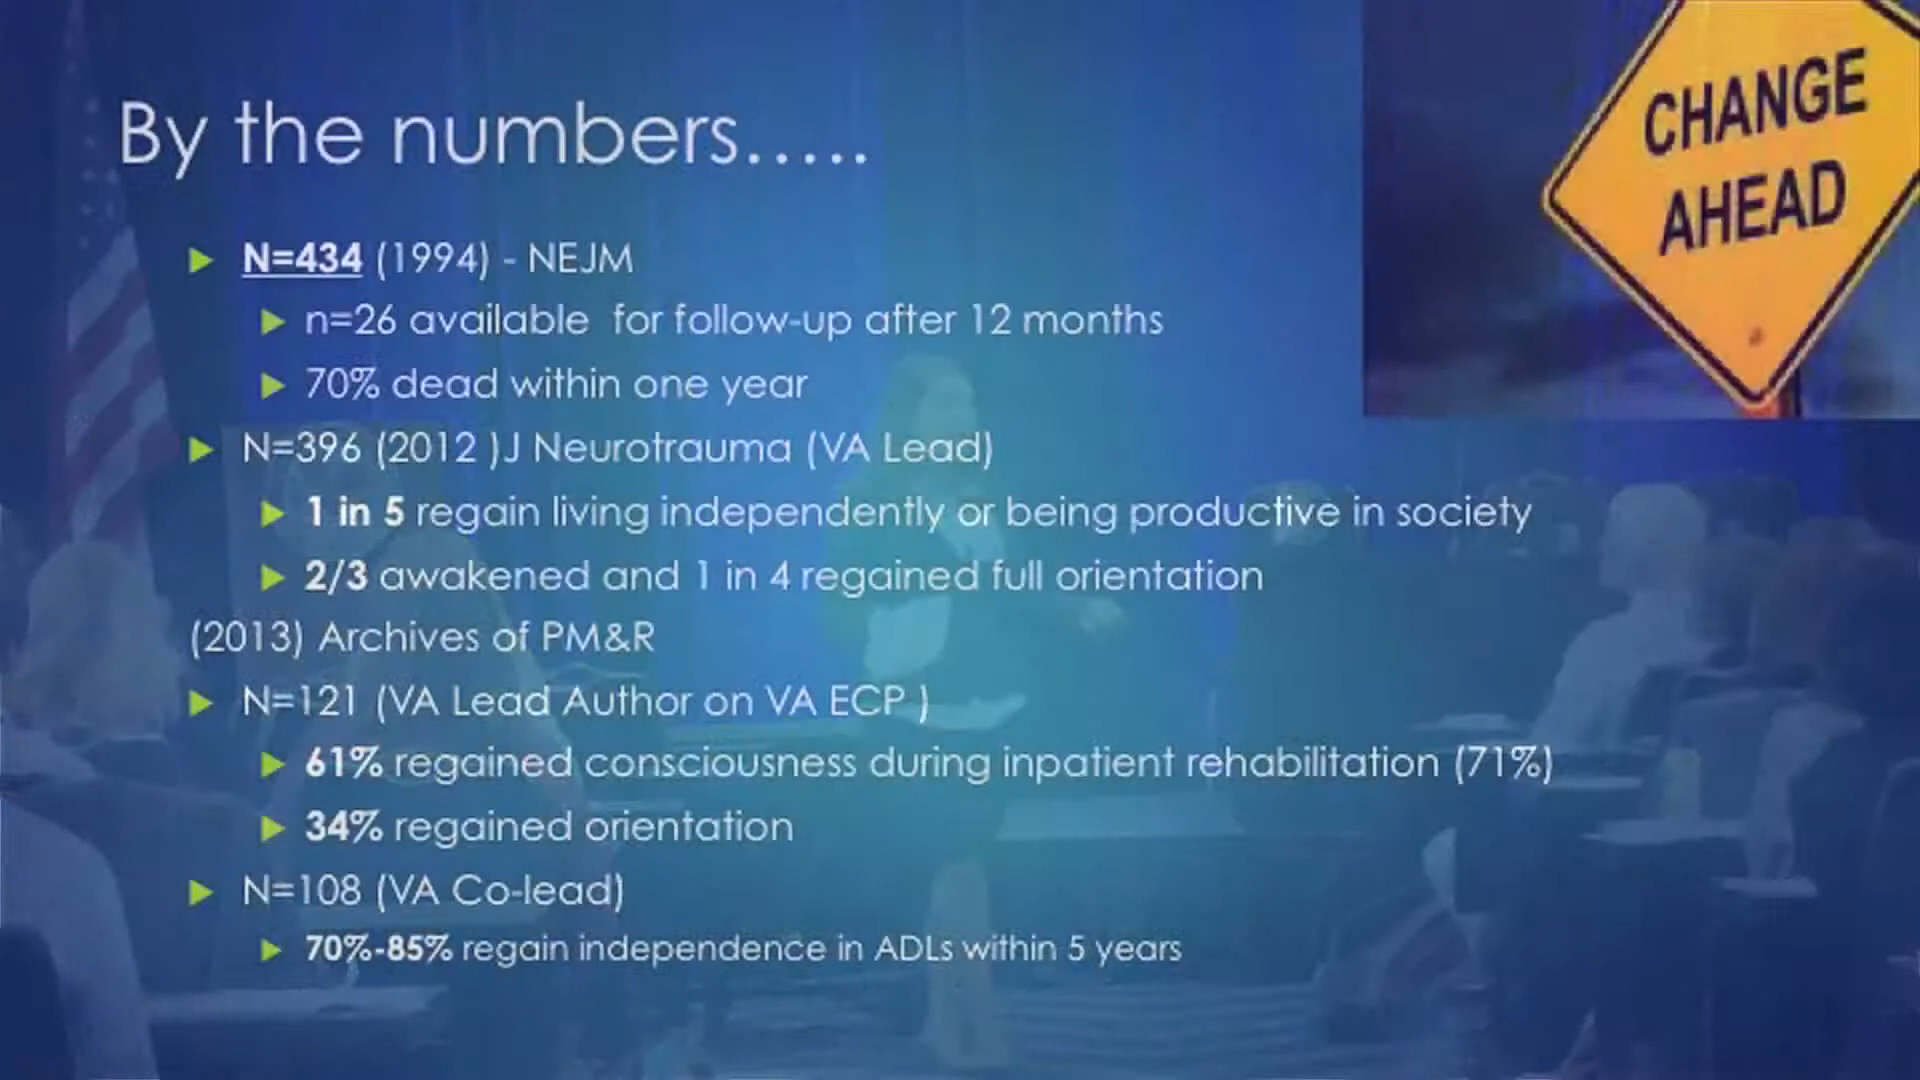 By the numbers.....
CHANGE
AHEAD
N=434 (1994) - NEJM
n=26 available for follow-up after 12 months
70% dead within one year
N=396 (2012 )J Neurotrauma (VA Lead)
1 in 5 regain living independently or being productive in society
2/3 awakened and 1 in 4 regained full orientation
(2013) Archives of PM&R
N=121 (VA Lead Author on VA ECP )
61% regained consciousness during inpatient rehabilitation (71%)
34% regained orientation
N=108 (VA Co-lead)
70%-85% regain independence in ADLs within 5 years